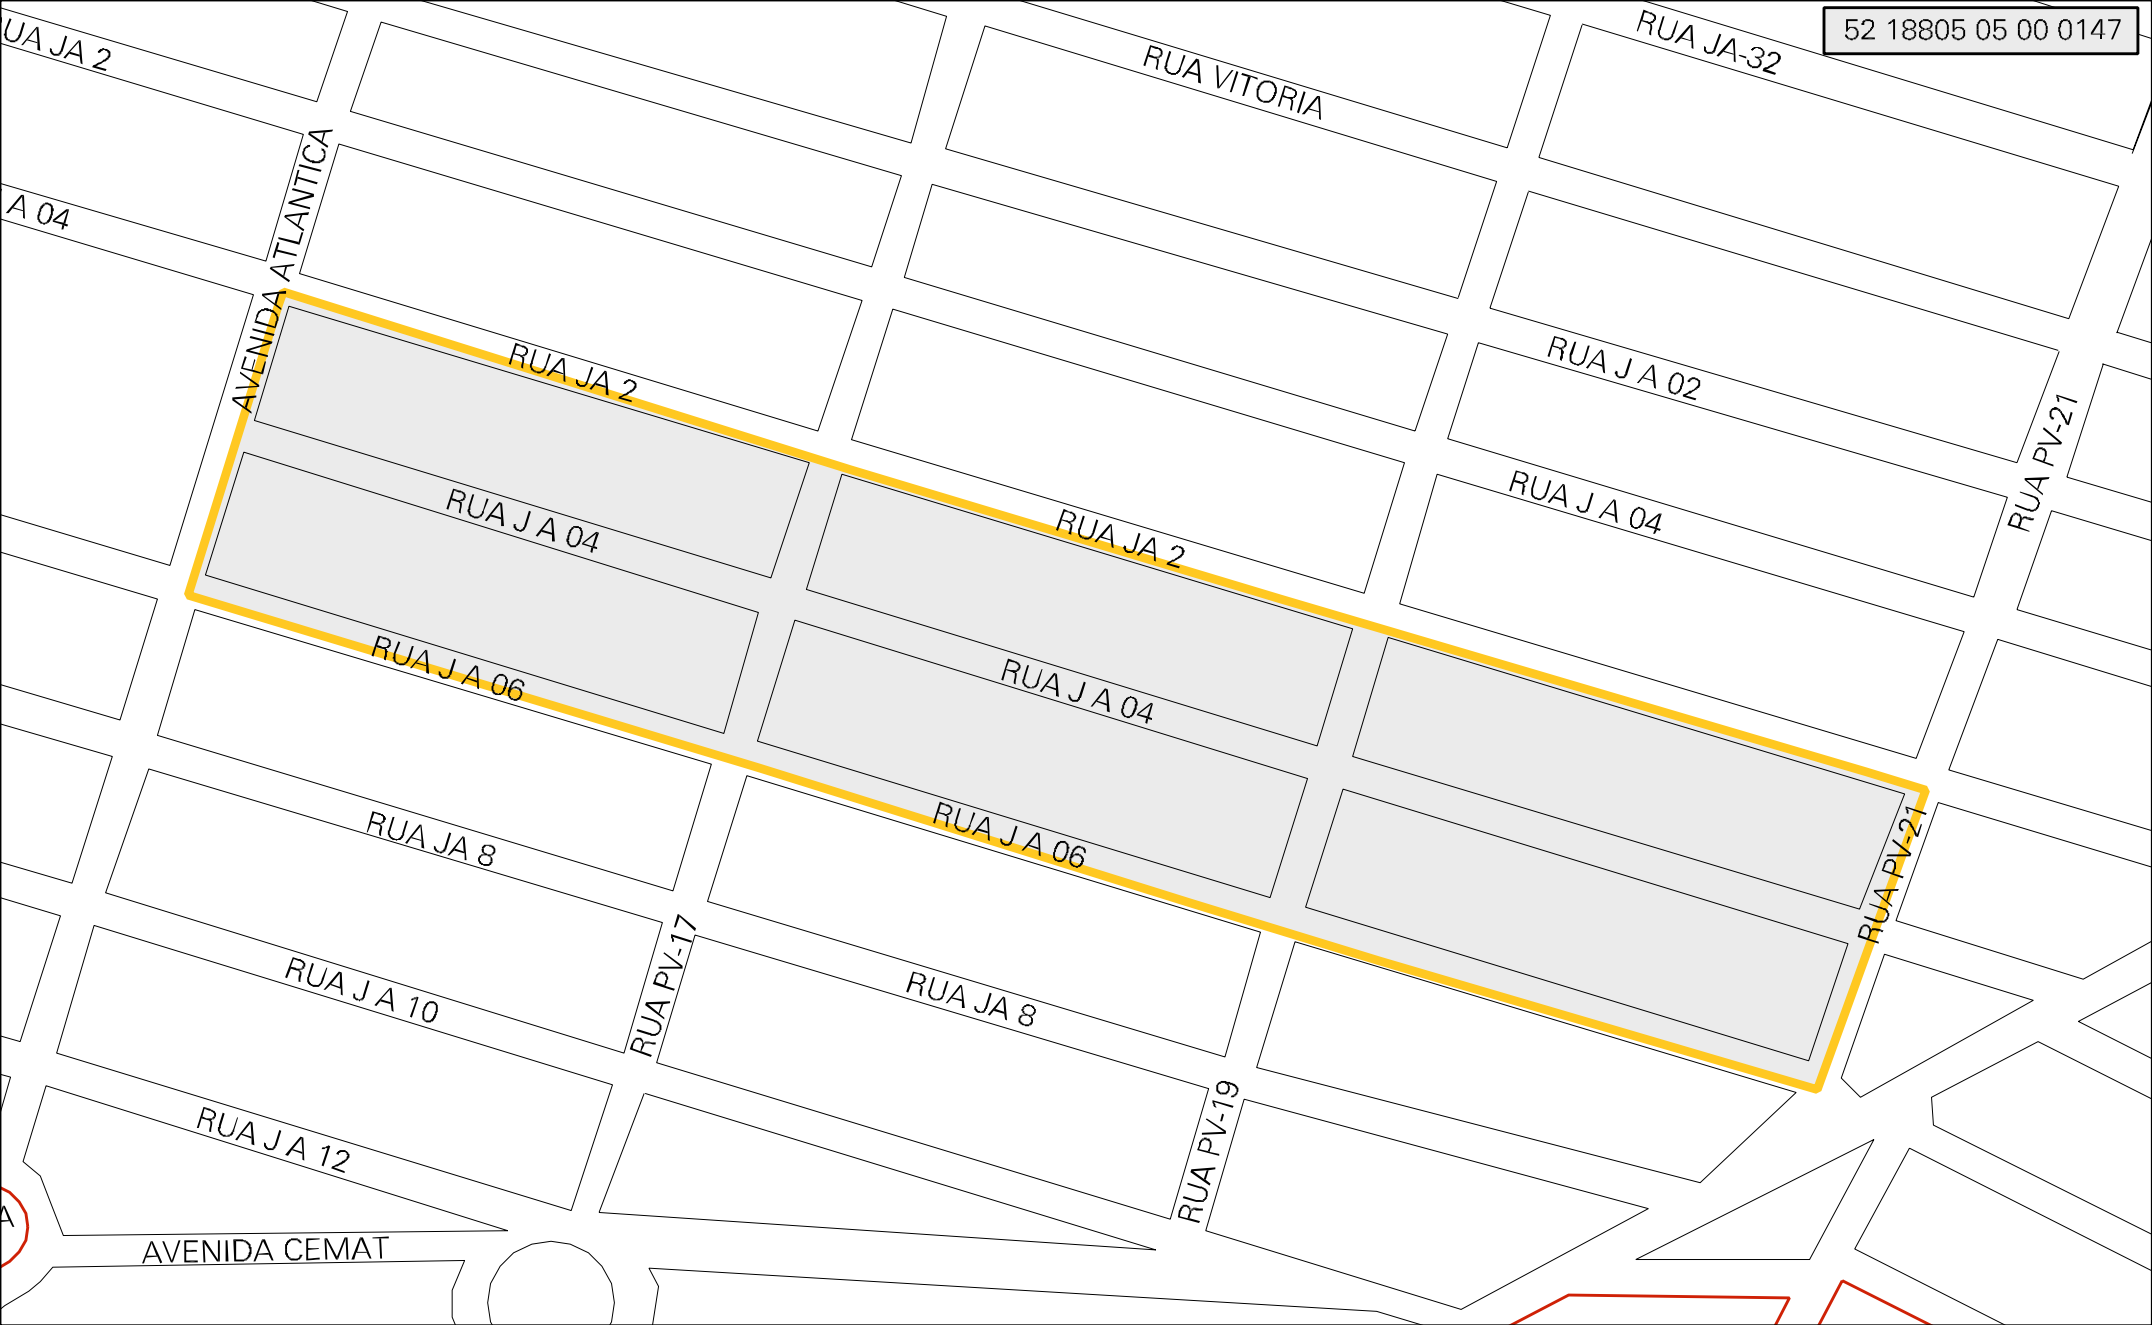 52 18805 05 00 0147
RUA JA-32
UA JA 2
RUA VITORIA
A 04
AVENIDA ATLANTICA
RUA JA 2
RUA J A 02
RUA PV-21
RUA J A 04
RUA J A 04
RUA JA 2
RUA J A 06
RUA J A 04
RUA JA 8
RUA J A 06
RUA PV-21
RUA J A 10
RUA PV-17
RUA JA 8
RUA J A 12
RUA PV-19
A
AVENIDA CEMAT